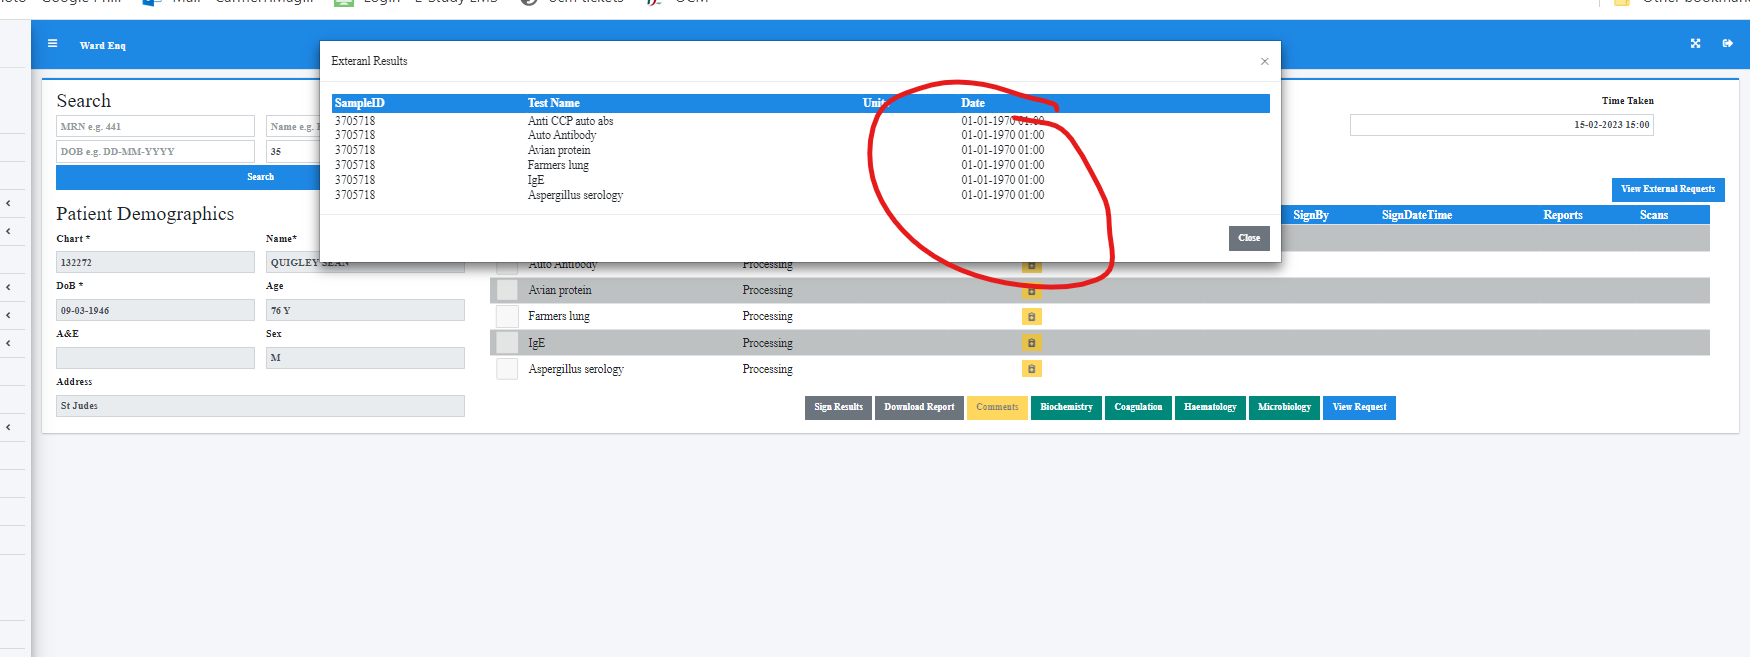 Ward Enq
Exteranl Results
×
SampleID Test Name Unit Date
3705718 Anti CCP auto abs 01-01-1970 01:00
3705718 Auto Antibody 01-01-1970 01:00
3705718 Avian protein 01-01-1970 01:00
3705718 Farmers lung 01-01-1970 01:00
3705718 IgE 01-01-1970 01:00
3705718 Aspergillus serology 01-01-1970 01:00
Close
Search
MRN e.g. 441 Name e.g.
DOB e.g. DD-MM-YYYY 35
Search
Time Taken
15-02-2023 15:00
View External Requests
Patient Demographics
Chart * Name*
132272 QUIGLEY SEAN
DoB * Age
09-03-1946 76 Y
A&E Sex
M
Address
St Judes
SignBy SignDateTime Reports Scans
Auto Antibody Processing
Avian protein Processing
Farmers lung Processing
IgE Processing
Aspergillus serology Processing
Sign Results Download Report Comments Biochemistry Coagulation Haematology Microbiology View Request